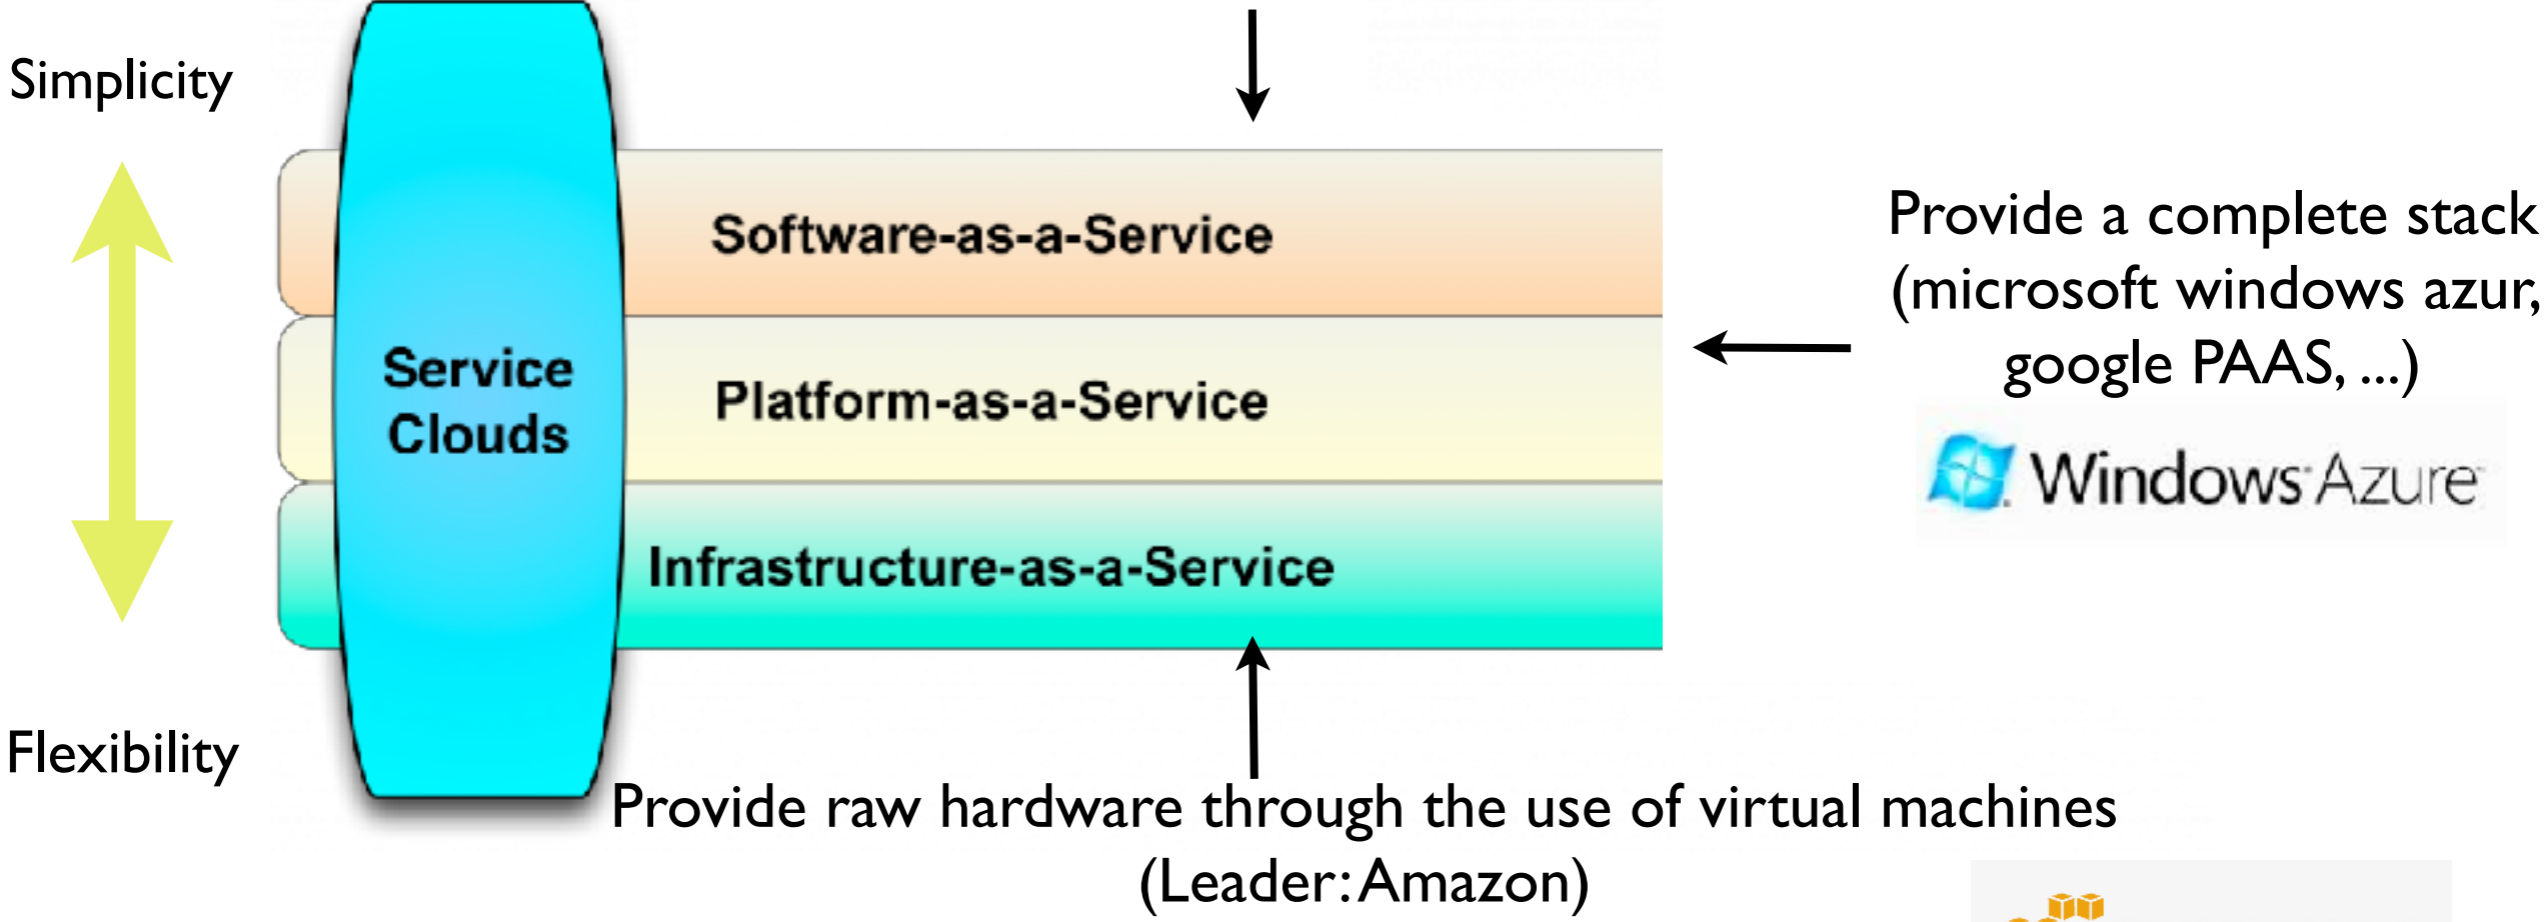 Simplicity
Software-as-a-Service
Provide a complete stack
(microsoft windows azur,
google PAAS, ...)
Service
Clouds
Platform-as-a-Service
Windows Azure
Infrastructure-as-a-Service
Flexibility
Provide raw hardware through the use of virtual machines
(Leader: Amazon)